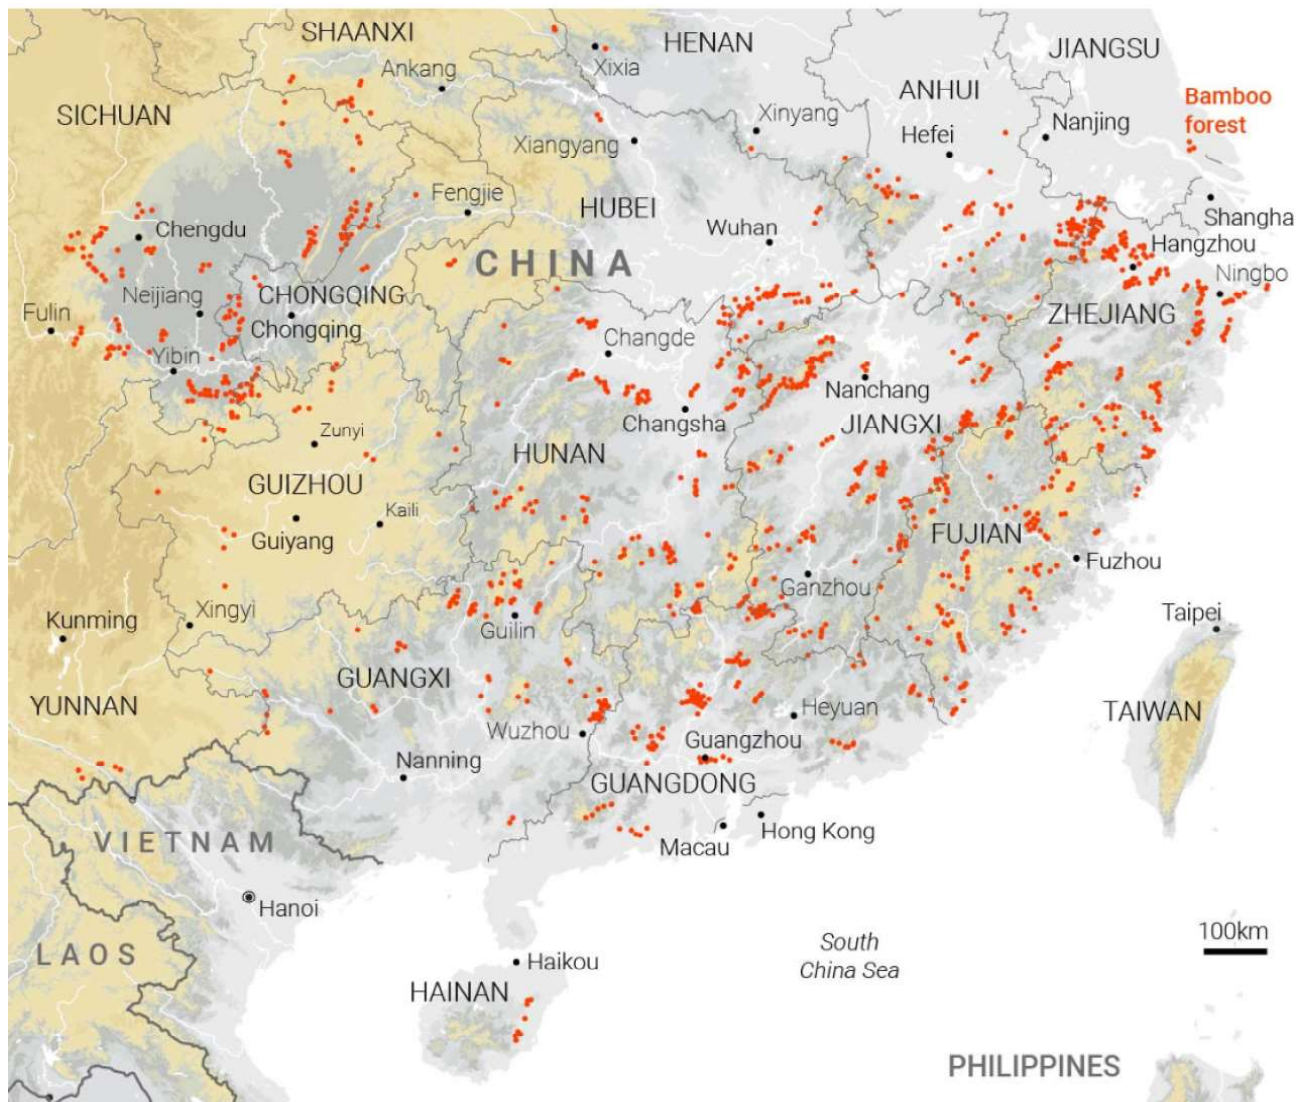 SHAANXI
HENAN
JIANGSU
Ankang
Xixia
SICHUAN
ANHUI
Bamboo
forest
Xinyang
Hefei
Nanjing
Xiangyang
Fengjie
HUBEI
Shangha
Chengdu
Wuhan
Hangzhou
CHINA
Ningbo
Neijiang
CHONGQING
Fulin
ZHEJIANG
Chongqing
Changde
Yibin
Nanchang
Changsha
JIANGXI
Zunyi
HUNAN
GUIZHOU
Kaili
Guiyang
FUJIAN
Fuzhou
Ganzhou
Xingyi
Kunming
Taipei
Guilin
GUANGXI
YUNNAN
Heyuan
TAIWAN
Wuzhou
Guangzhou
Nanning
GUANGDONG
Hong Kong
VIETNAM
Macau
Hanoi
100km
South
China Sea
LAOS
Haikou
HAINAN
PHILIPPINES